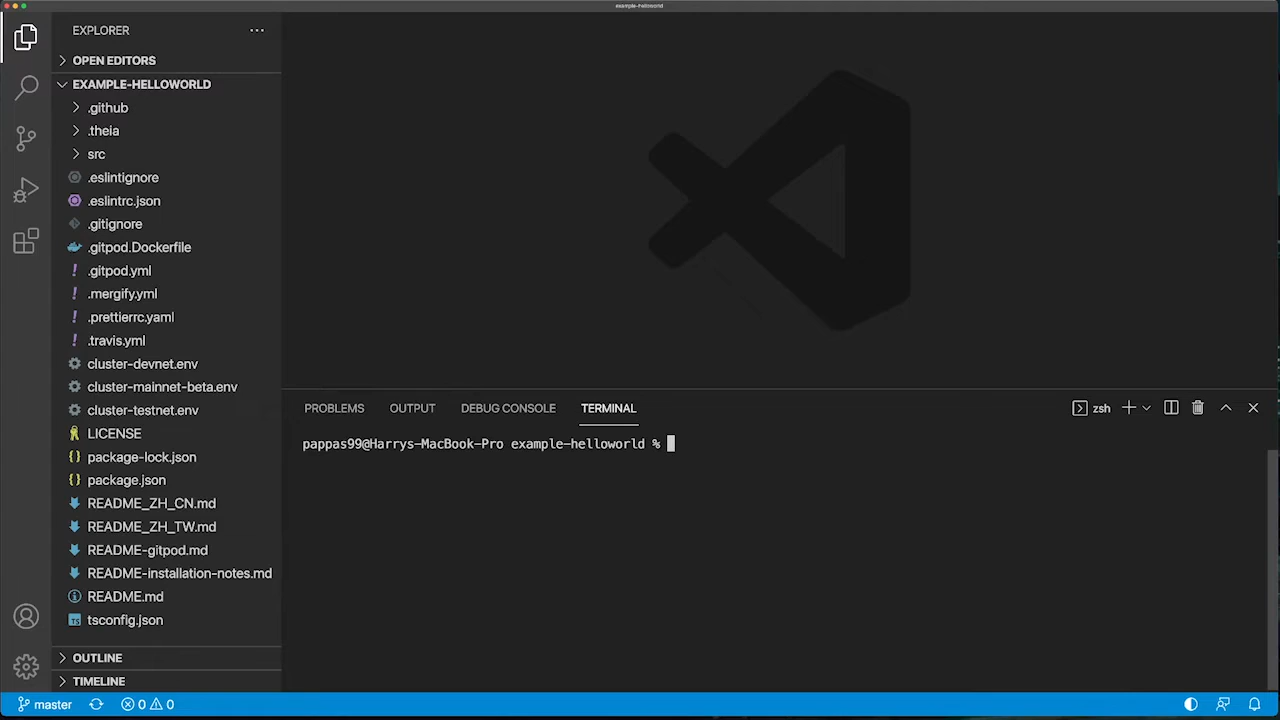 example-helloworld
EXPLORER
OPEN EDITORS
EXAMPLE-HELLOWORLD
.github
.theia
src
.eslintignore
.eslintrc.json
.gitignore
.gitpod.Dockerfile
.gitpod.yml
.mergify.yml
.prettierrc.yaml
.travis.yml
cluster-devnet.env
cluster-mainnet-beta.env
cluster-testnet.env
LICENSE
package-lock.json
package.json
README_ZH_CN.md
README_ZH_TW.md
README-gitpod.md
README-installation-notes.md
README.md
tsconfig.json
OUTLINE
TIMELINE
PROBLEMS OUTPUT DEBUG CONSOLE TERMINAL zsh
pappas99@Harrys-MacBook-Pro example-helloworld %
master 0 0